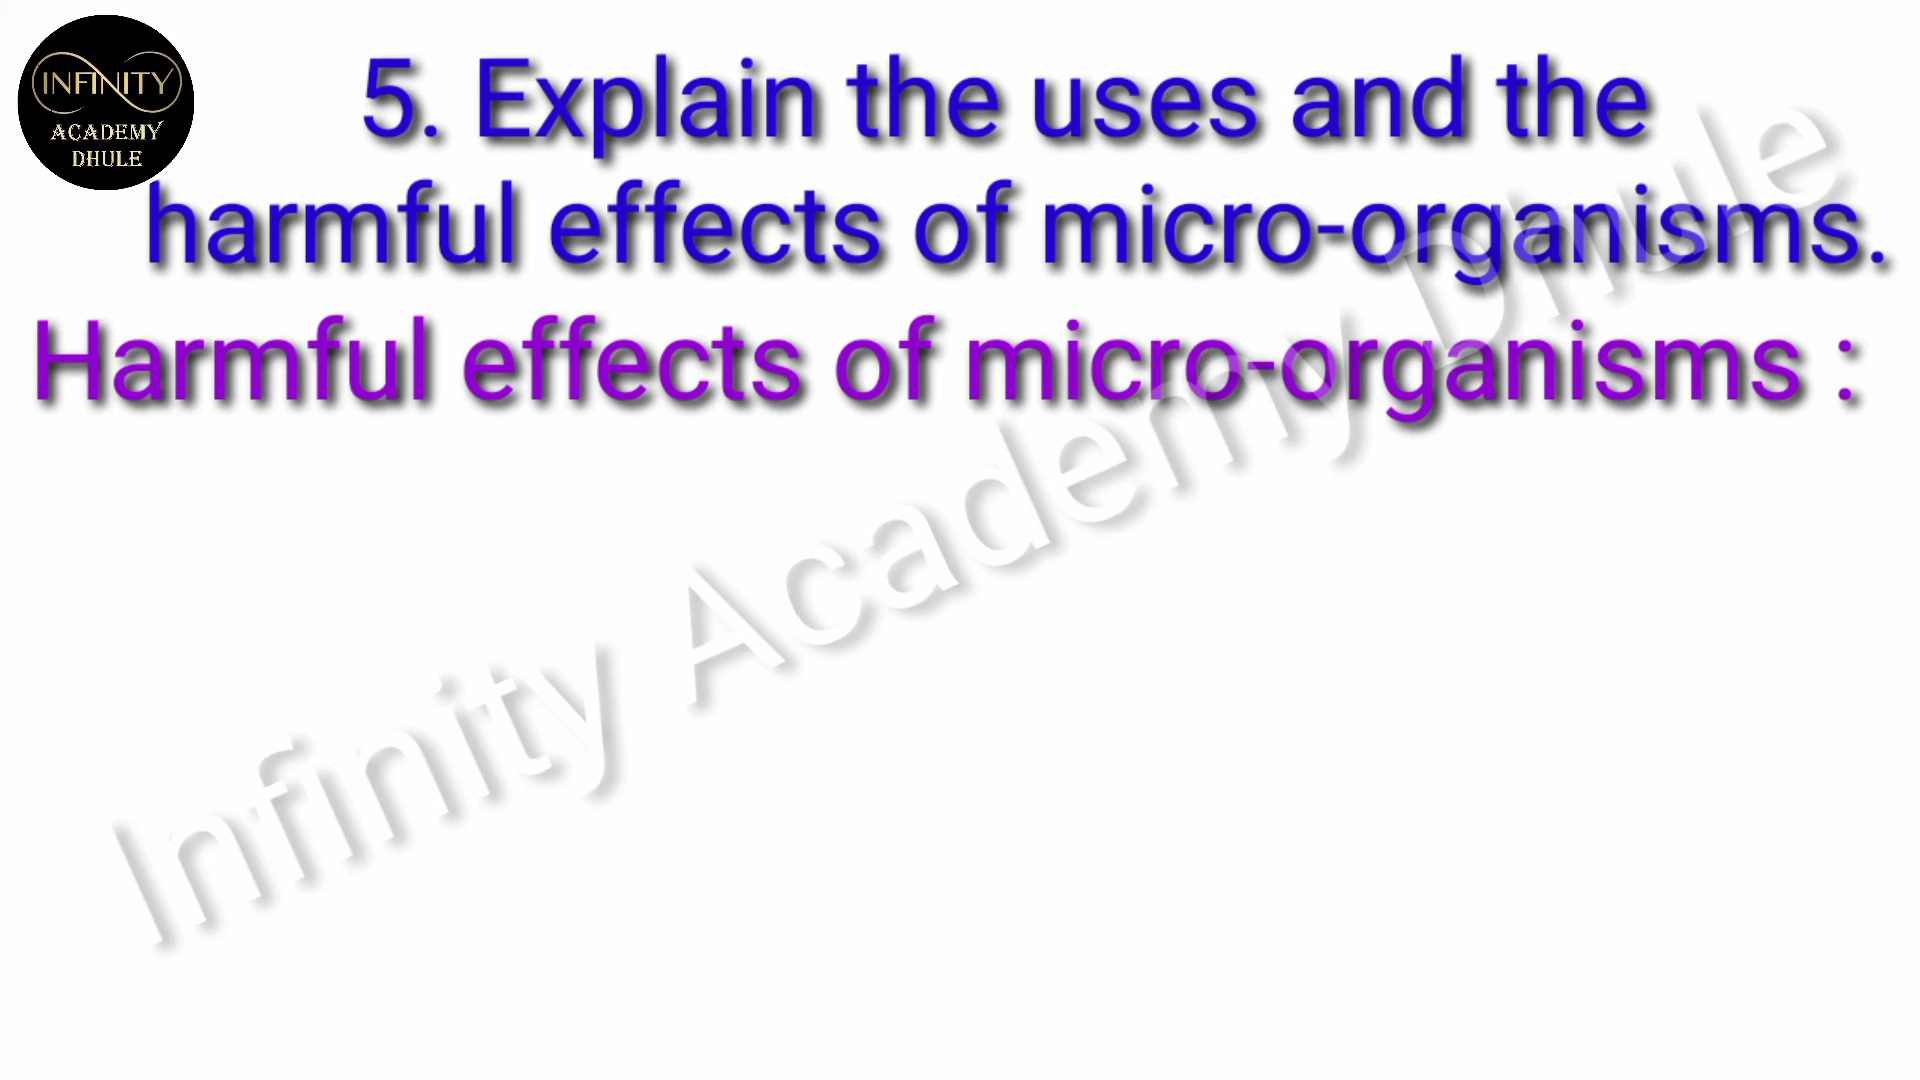 INFINITY
ACADEMY
DHULE
5. Explain the uses and the
harmful effects of micro-organisms.
Harmful effects of micro-organisms :
Infinity Academy Dhule